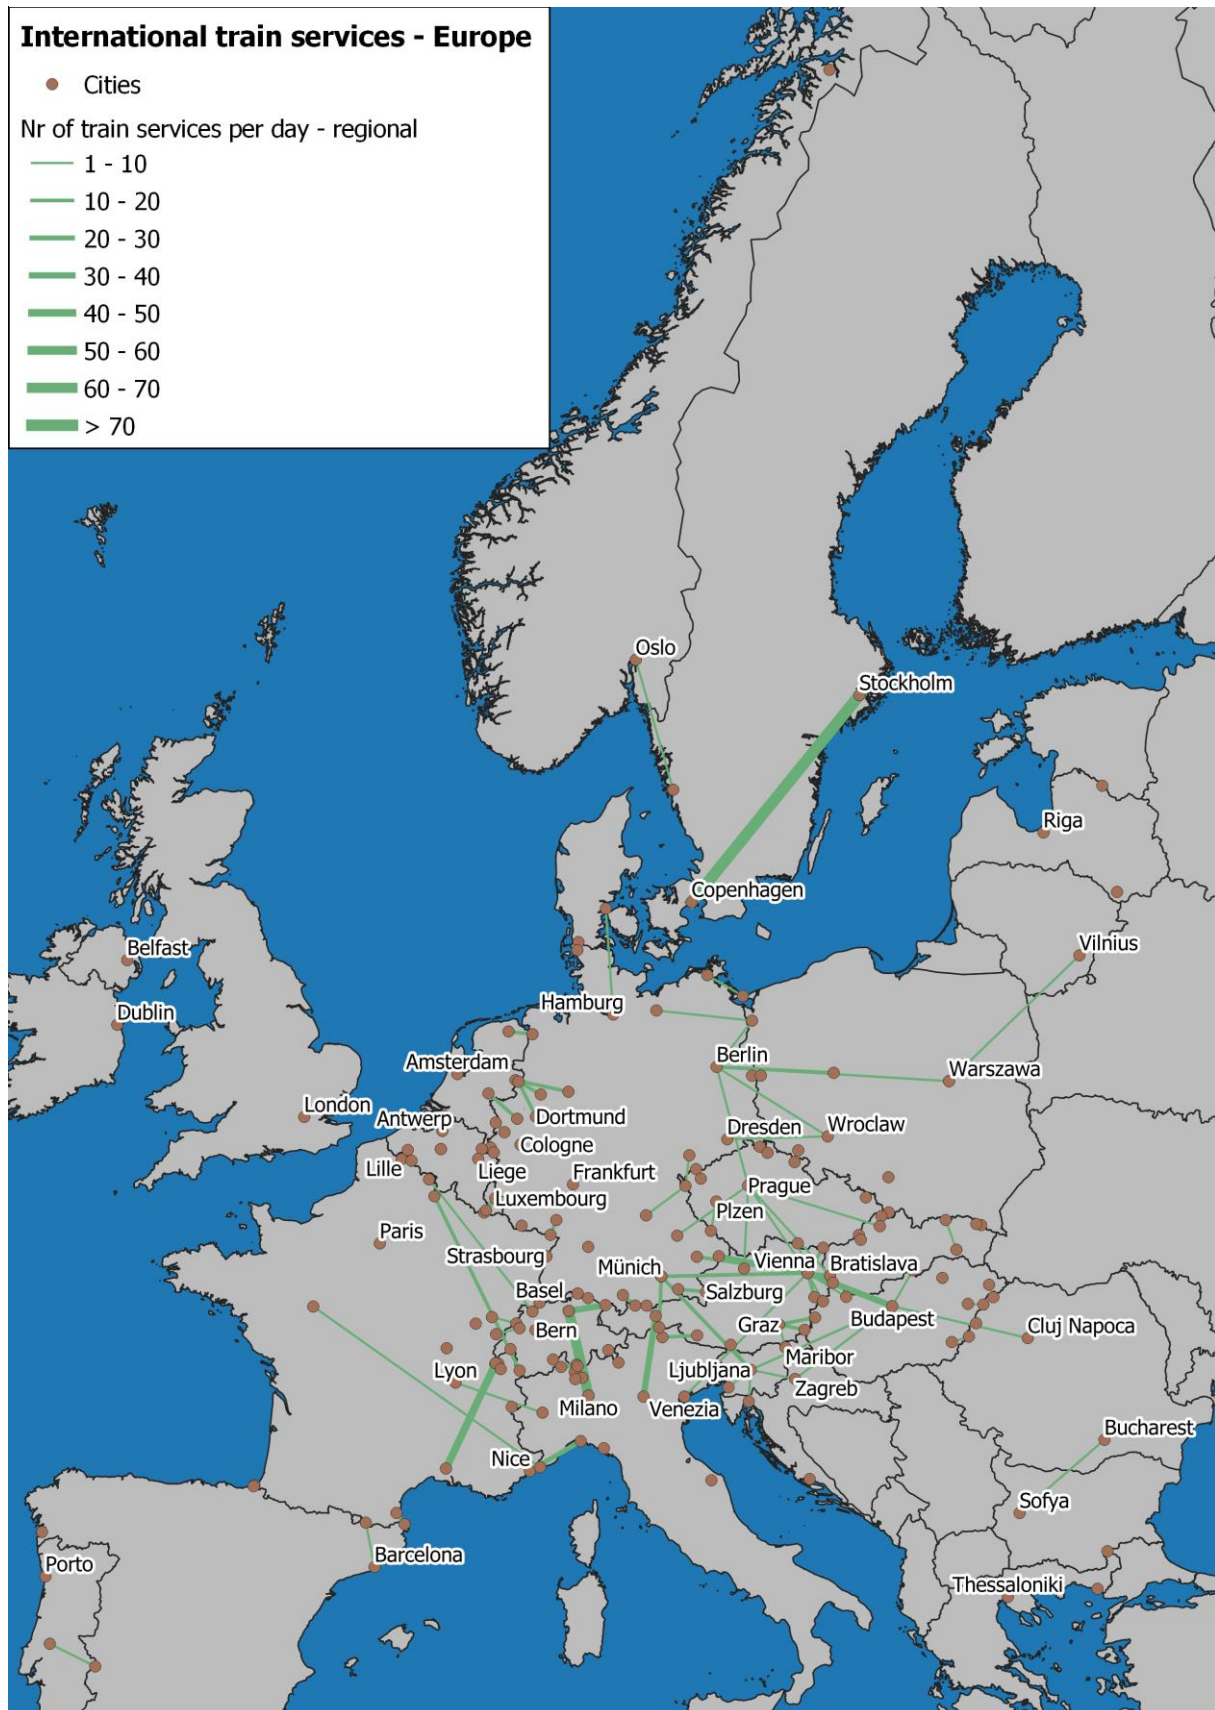 International train services - Europe
Cities
Nr of train services per day - regional
1 - 10
10 - 20
20 - 30
30 - 40
40 - 50
50 - 60
60 - 70
> 70
Oslo
Stockholm
Riga
Copenhagen
Belfast
Vilnius
Hamburg
Dublin
Berlin
Amsterdam
Warszawa
London
Antwerp
Dortmund
Dresden
Wroclaw
Cologne
Lille
Liege
Frankfurt
Prague
Luxembourg
Plzen
Paris
Strasbourg
Münich
Vienna
Bratislava
Basel
Salzburg
Bern
Graz
Budapest
Cluj Napoca
Maribor
Lyon
Ljubljana
Zagreb
Milano
Venezia
Bucharest
Nice
Sofya
Barcelona
Porto
Thessaloniki